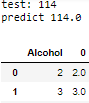 test: 114
predict 114.0
Alcohol 0
0 2 2.0
1 3 3.0